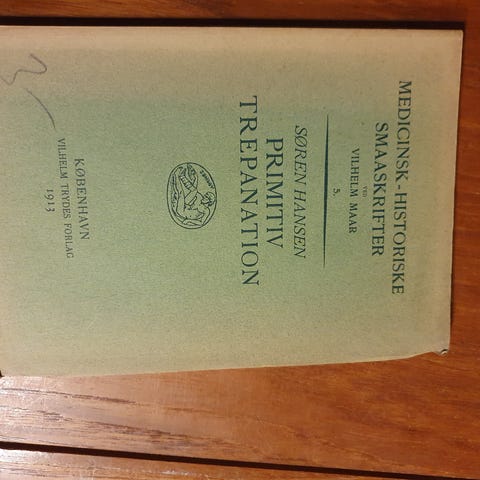 MEDICINSK-HISTORISKE
SMAASKRIFTER
VED
VILHELM MAAR
5.
SØREN HANSEN
PRIMITIV
TREPANATION
KØBENHAVN
VILHELM TRYDES FORLAG
1913